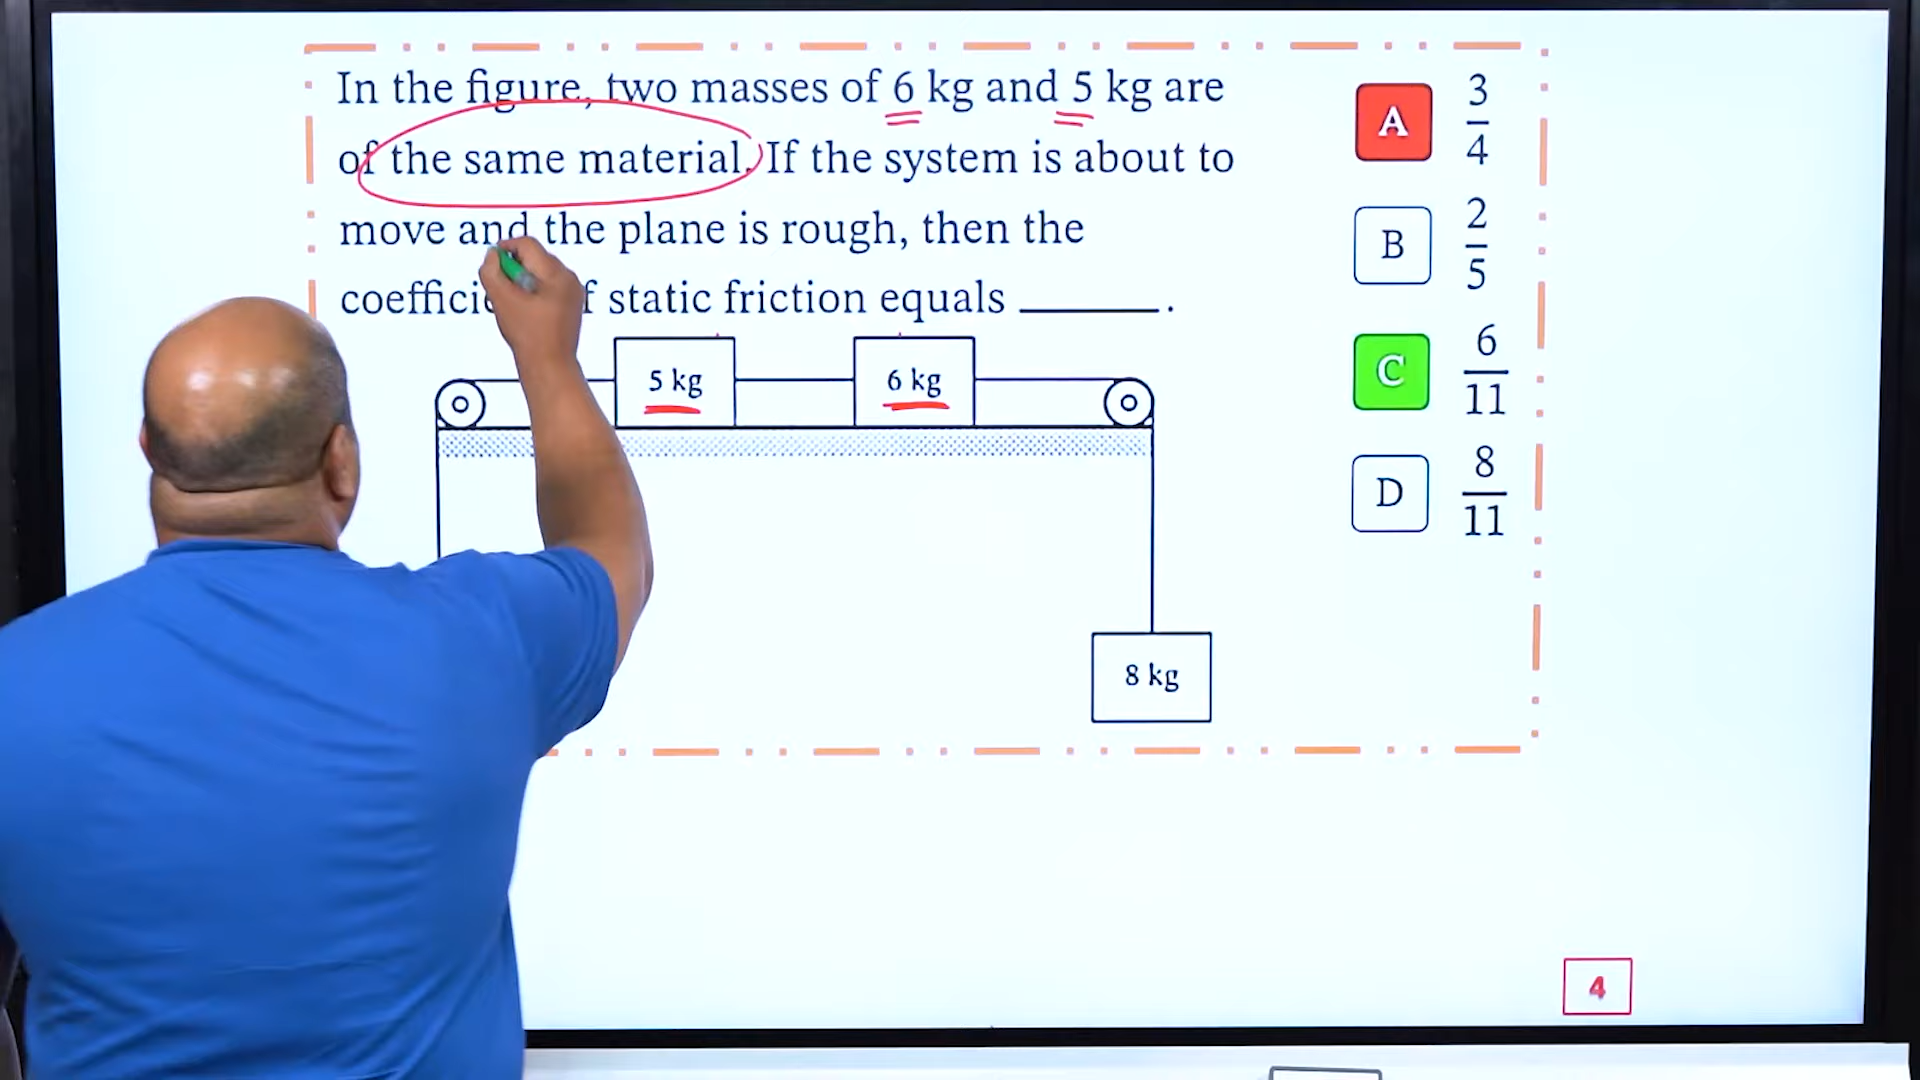 In the figure, two masses of 6 kg and 5 kg are
of the same material. If the system is about to
move and the plane is rough, then the
static friction equals ______.
5 kg
6 kg
8 kg
A 3/4
B 2/5
C 6/11
D 8/11
4